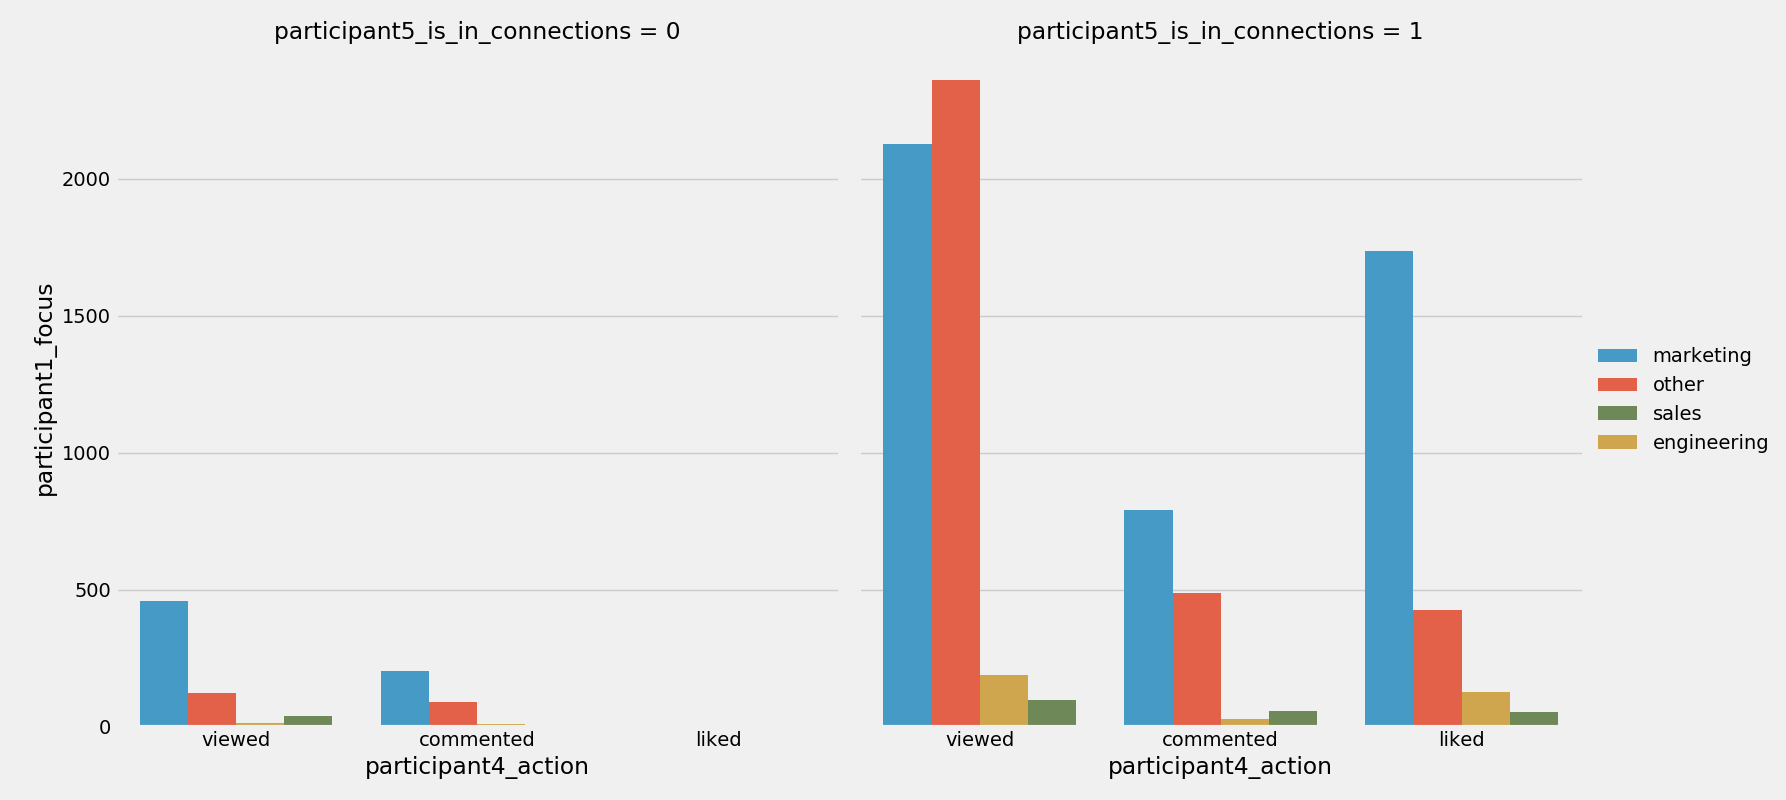 participant5_is_in_connections = 0
participant5_is_in_connections = 1
participant1_focus
2000
1500
1000
500
0
viewed
commented
liked
participant4_action
viewed
commented
liked
participant4_action
marketing
other
sales
engineering